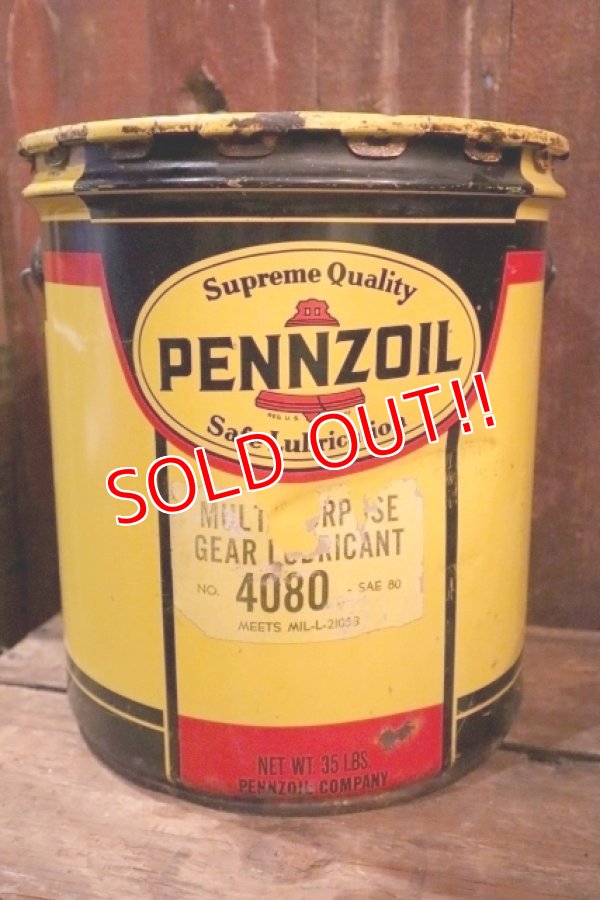 Supreme Quality
PENNZOIL
REG. U.S.
Safe Lubrication
SOLD OUT!!
GEAR LUBRICANT
NO. 4080 - SAE 80
MEETS MIL-L-2105B
NET WT. 35 LBS.
PENNZOIL COMPANY